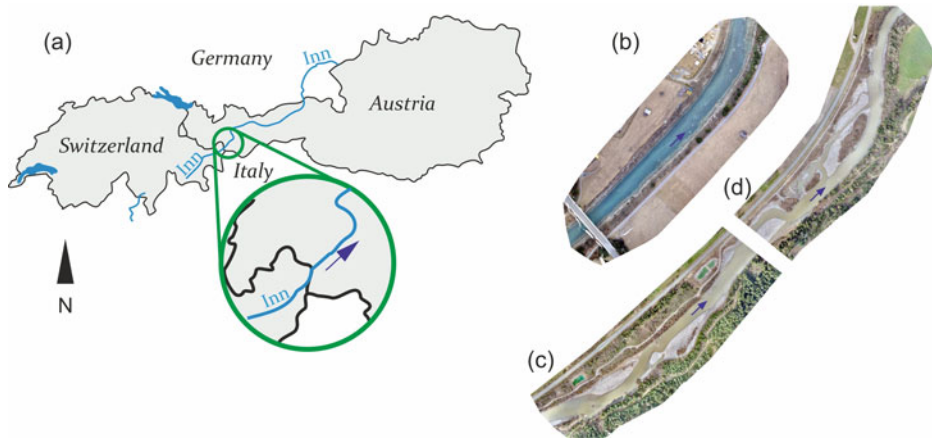 (a)
Germany
Inn
Austria
Switzerland
Inn
Italy
Inn
N
(b)
(d)
(c)